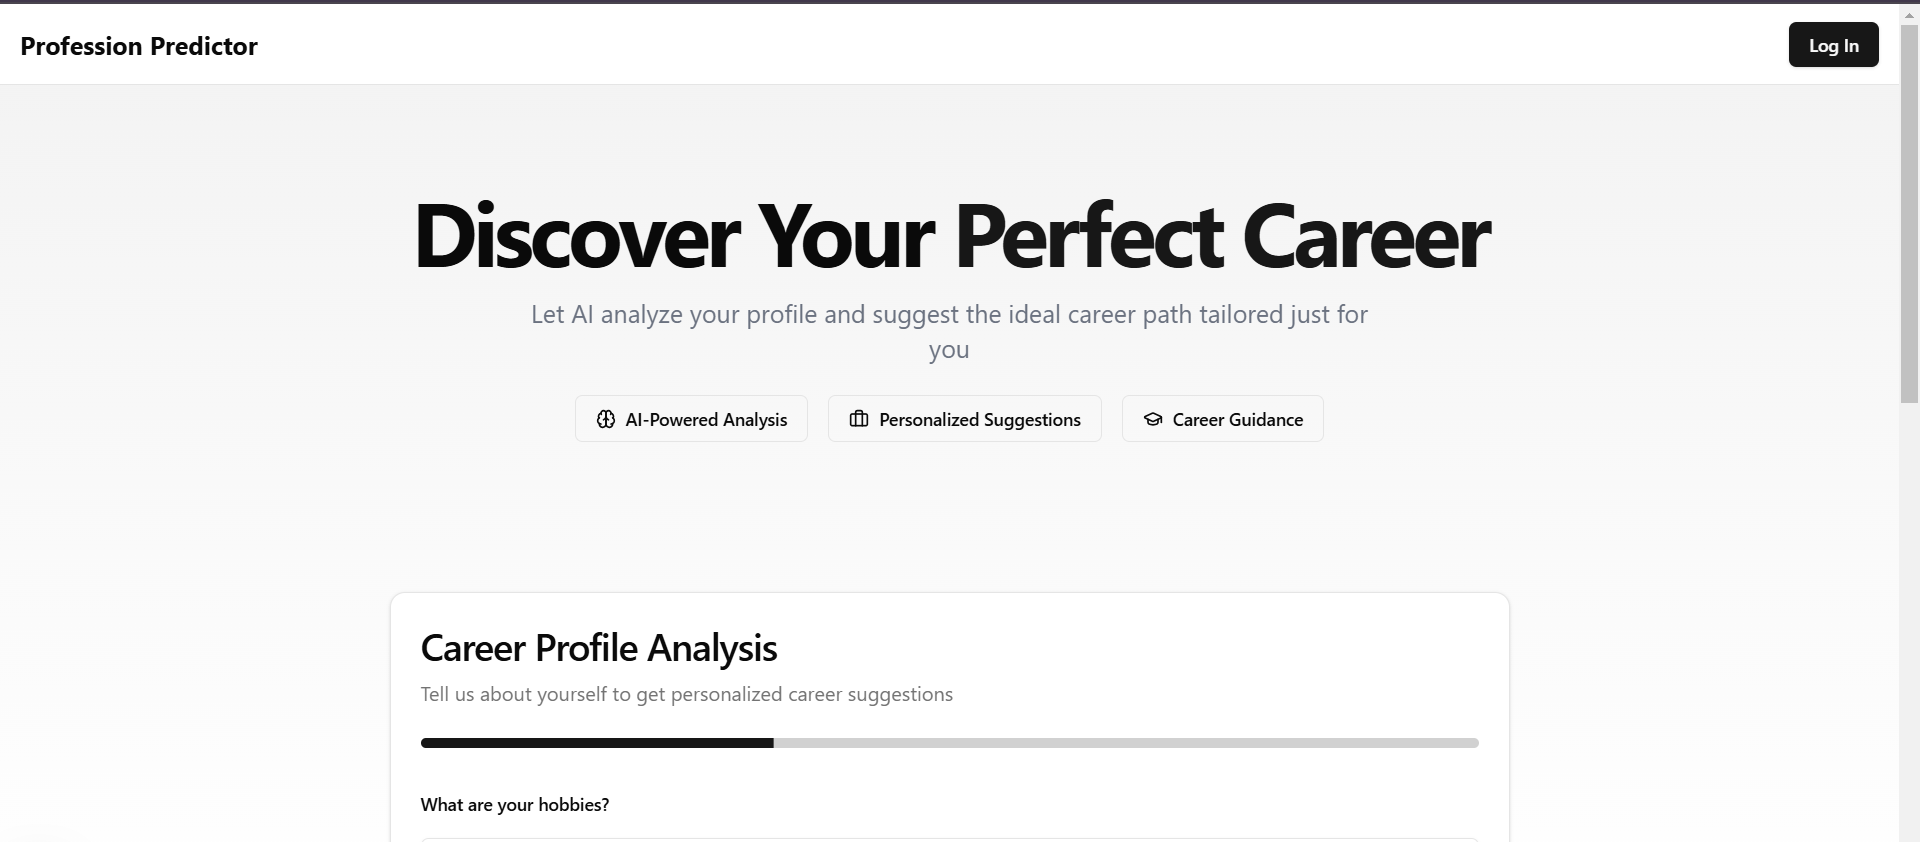 Profession Predictor
Log In
Discover Your Perfect Career
Let AI analyze your profile and suggest the ideal career path tailored just for
you
AI-Powered Analysis
Personalized Suggestions
Career Guidance
Career Profile Analysis
Tell us about yourself to get personalized career suggestions
What are your hobbies?